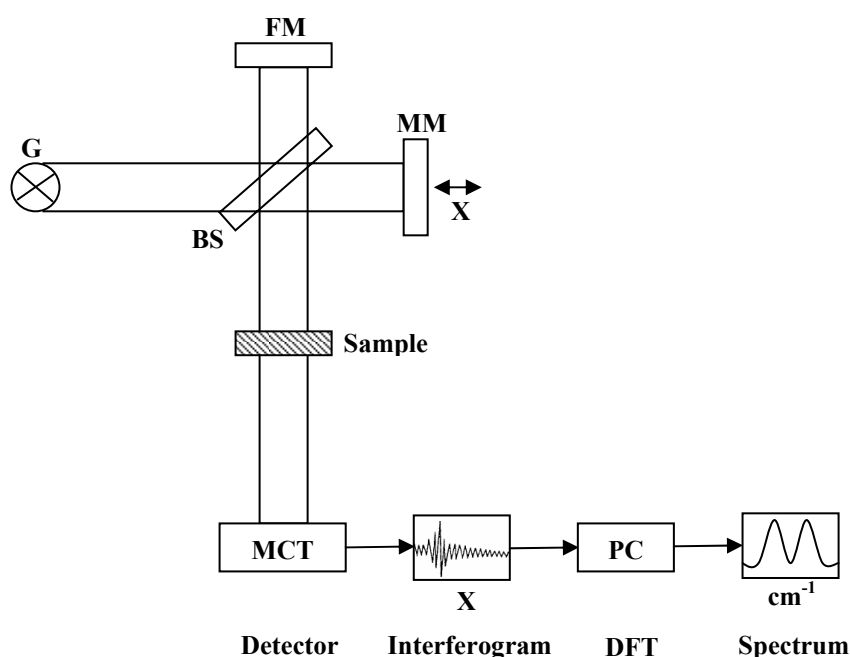 FM
MM
G
X
BS
Sample
MCT
PC
X
cm⁻¹
Detector Interferogram DFT Spectrum